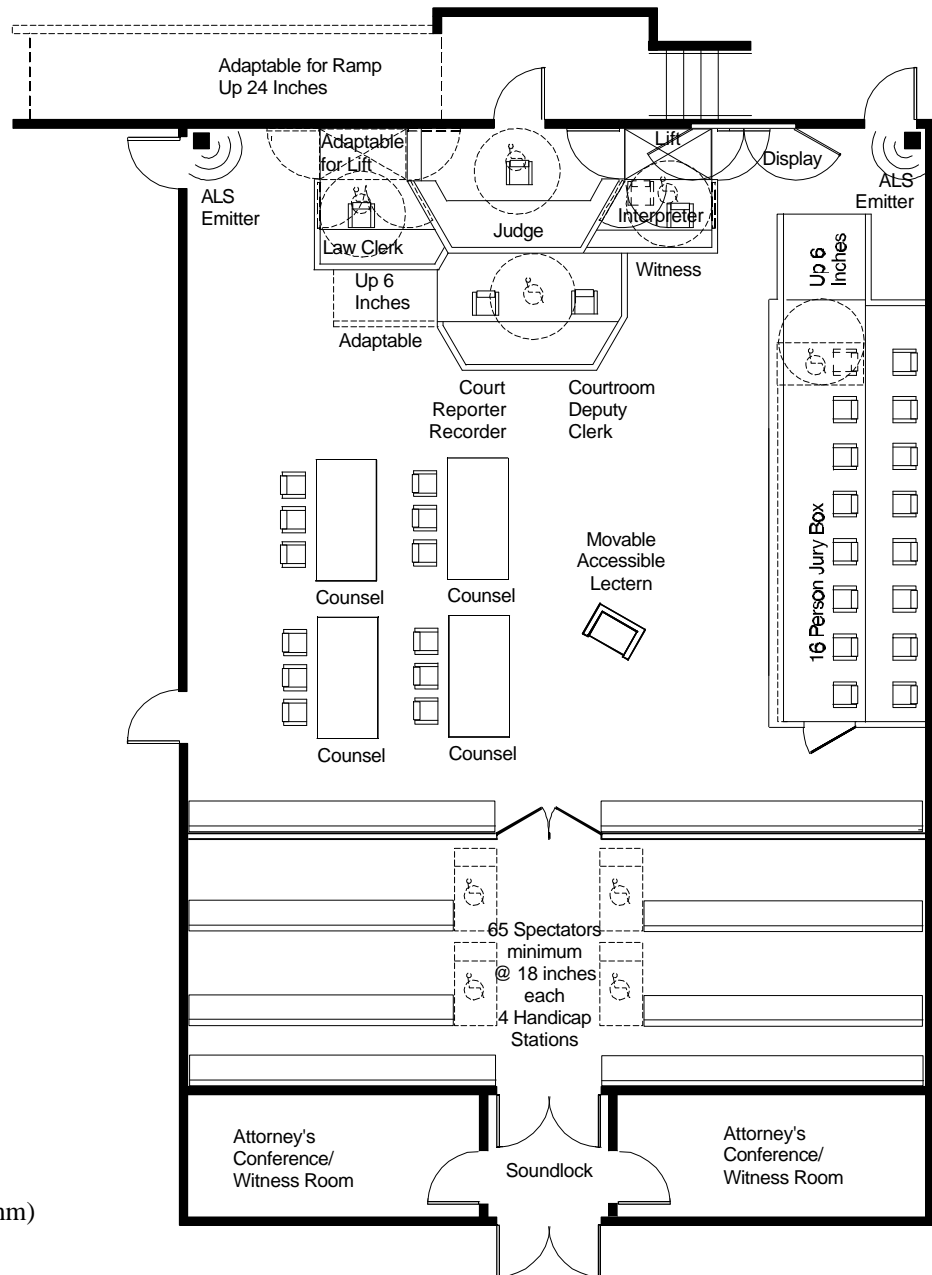 Adaptable for Ramp
Up 24 Inches
Adaptable
for Lift
Lift
Display
ALS
Emitter
ALS
Emitter
Law Clerk
Judge
Interpreter
Witness
Up 6
Inches
Up 6
Inches
Adaptable
Court
Reporter
Recorder
Courtroom
Deputy
Clerk
Movable
Accessible
Lectern
16 Person Jury Box
Counsel
Counsel
Counsel
Counsel
65 Spectators
minimum
@ 18 inches
each
4 Handicap
Stations
Attorney's
Conference/
Witness Room
Soundlock
Attorney's
Conference/
Witness Room